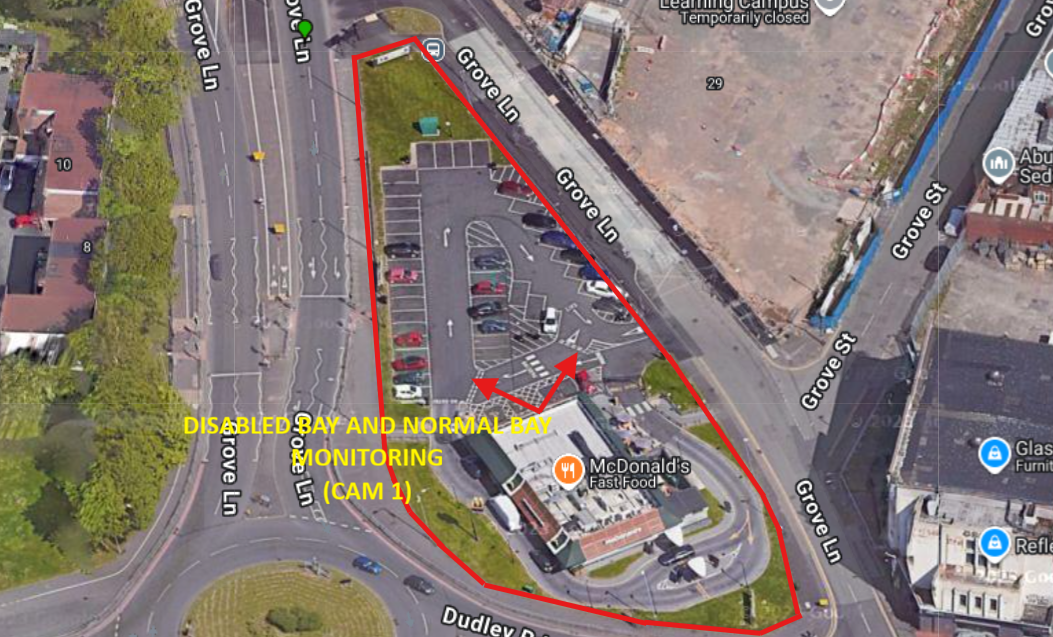 Learning Campus
Temporarily closed
Grove Ln
Grove Ln
29
Grove Ln
Abu
Sed
10
Grove Ln
Grove St
8
Grove St
DISABLED BAY AND NORMAL BAY
MONITORING
(CAM 1)
Grove Ln
Grove Ln
McDonald's
Fast Food
Glas
Furnit
Grove Ln
Refle
Dudley